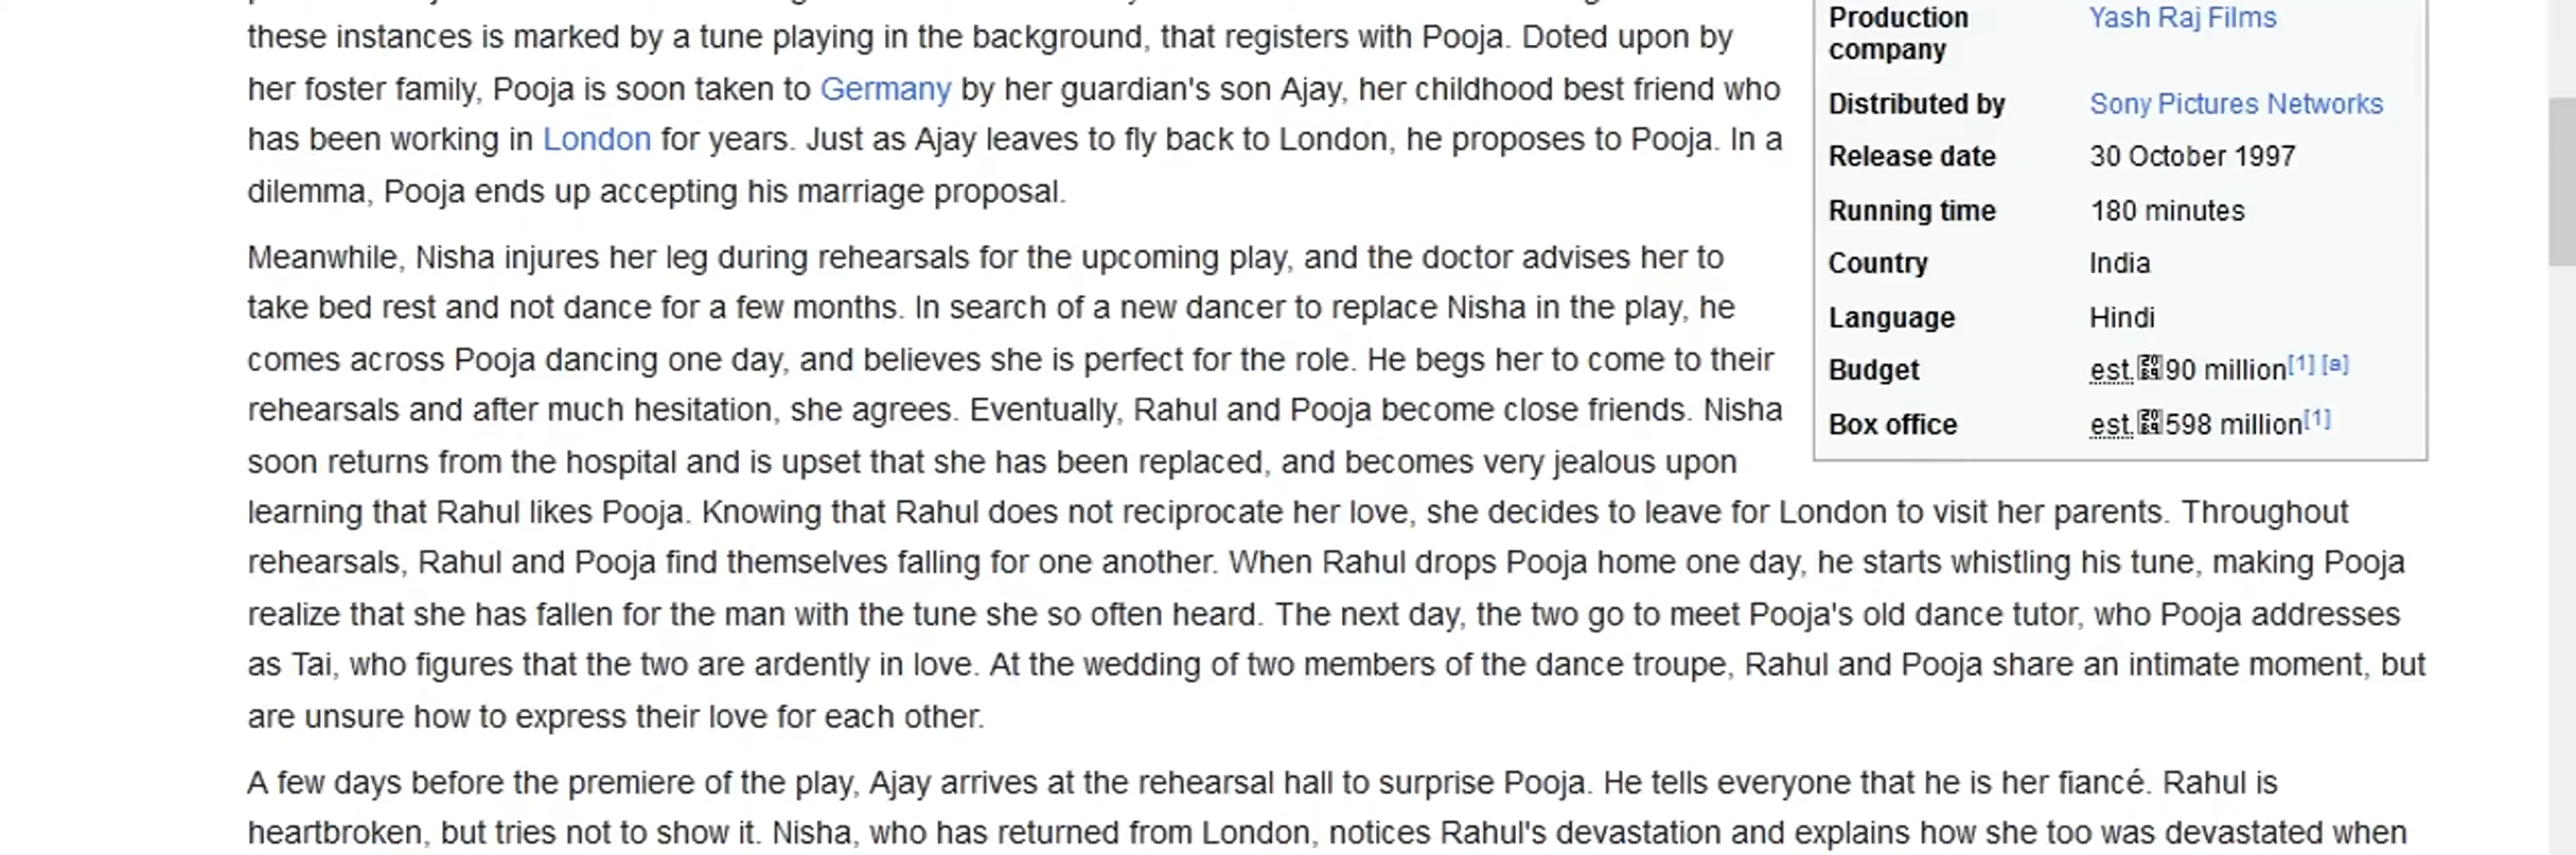 these instances is marked by a tune playing in the background, that registers with Pooja. Doted upon by
her foster family, Pooja is soon taken to Germany by her guardian's son Ajay, her childhood best friend who
has been working in London for years. Just as Ajay leaves to fly back to London, he proposes to Pooja. In a
dilemma, Pooja ends up accepting his marriage proposal.
Meanwhile, Nisha injures her leg during rehearsals for the upcoming play, and the doctor advises her to
take bed rest and not dance for a few months. In search of a new dancer to replace Nisha in the play, he
comes across Pooja dancing one day, and believes she is perfect for the role. He begs her to come to their
rehearsals and after much hesitation, she agrees. Eventually, Rahul and Pooja become close friends. Nisha
soon returns from the hospital and is upset that she has been replaced, and becomes very jealous upon
learning that Rahul likes Pooja. Knowing that Rahul does not reciprocate her love, she decides to leave for London to visit her parents. Throughout
rehearsals, Rahul and Pooja find themselves falling for one another. When Rahul drops Pooja home one day, he starts whistling his tune, making Pooja
realize that she has fallen for the man with the tune she so often heard. The next day, the two go to meet Pooja's old dance tutor, who Pooja addresses
as Tai, who figures that the two are ardently in love. At the wedding of two members of the dance troupe, Rahul and Pooja share an intimate moment, but
are unsure how to express their love for each other.
A few days before the premiere of the play, Ajay arrives at the rehearsal hall to surprise Pooja. He tells everyone that he is her fiancé. Rahul is
heartbroken, but tries not to show it. Nisha, who has returned from London, notices Rahul's devastation and explains how she too was devastated when
Production company Yash Raj Films
Distributed by Sony Pictures Networks
Release date 30 October 1997
Running time 180 minutes
Country India
Language Hindi
Budget est. 90 million[1] [a]
Box office est. 598 million[1]